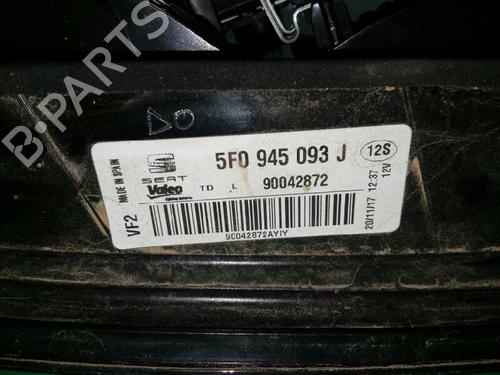 B-PARTS
MADE IN SPAIN
SEAT
5F0 945 093 J
12S
12V
Valeo
TD L 90042872
VF2
90042872AYIY
20/11/17 12:37